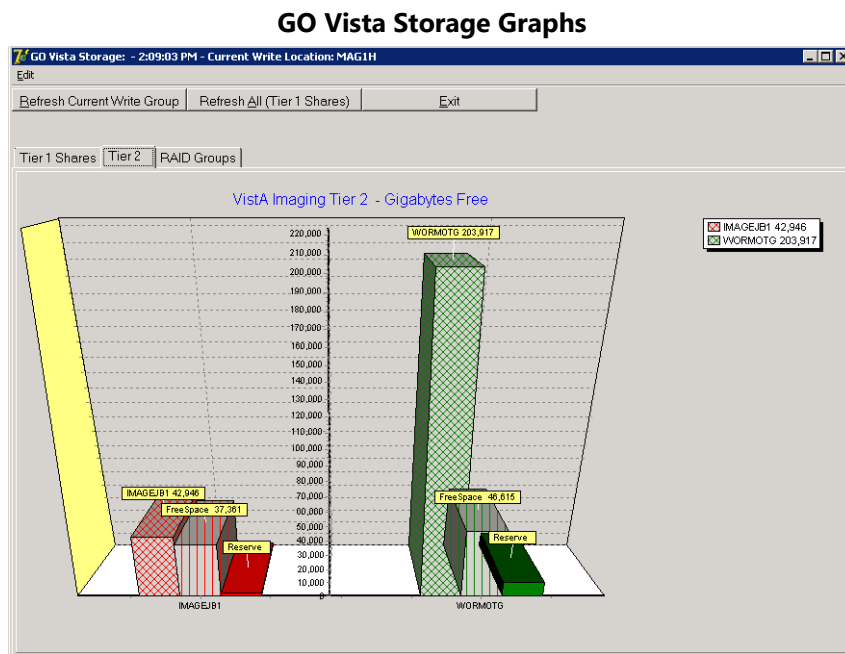 GO Vista Storage Graphs
GO Vista Storage: - 2:09:03 PM - Current Write Location: MAG1H
Edit
Refresh Current Write Group Refresh All (Tier 1 Shares) Exit
Tier 1 Shares Tier 2 RAID Groups
VistA Imaging Tier 2 - Gigabytes Free
IMAGEJB1 42,946
WORMOTG 203,917
WORMOTG 203,917
220,000
210,000
200,000
190,000
180,000
170,000
160,000
150,000
140,000
130,000
120,000
110,000
100,000
90,000
80,000
70,000
60,000
50,000
40,000
30,000
20,000
10,000
0
IMAGEJB1 42,946
FreeSpace 37,361
Reserve
FreeSpace 46,615
Reserve
IMAGEJB1 WORMOTG